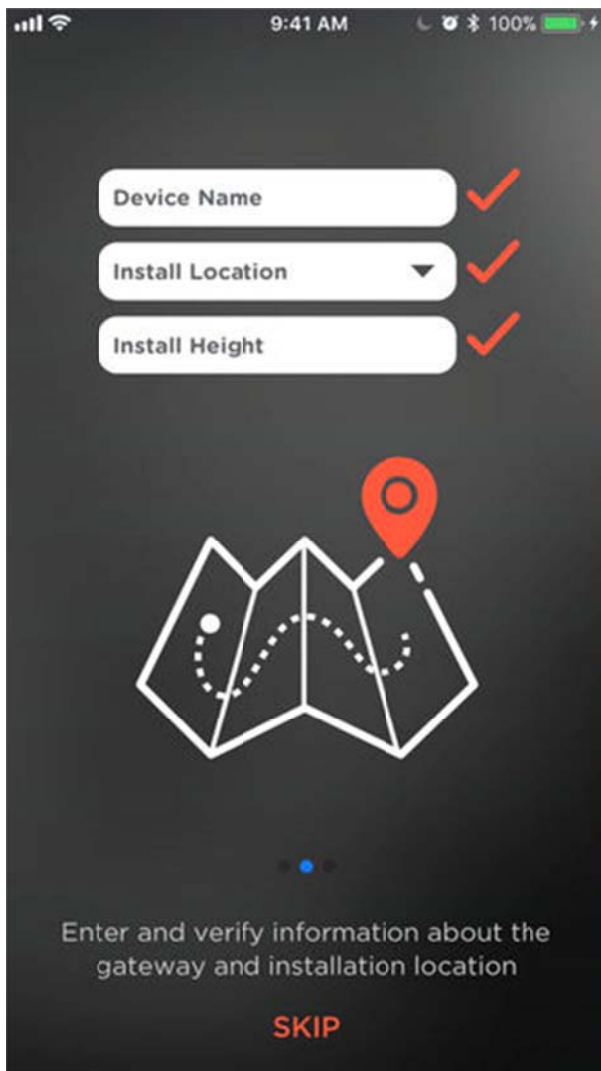 9:41 AM 100%
Device Name
Install Location
Install Height
Enter and verify information about the
gateway and installation location
SKIP